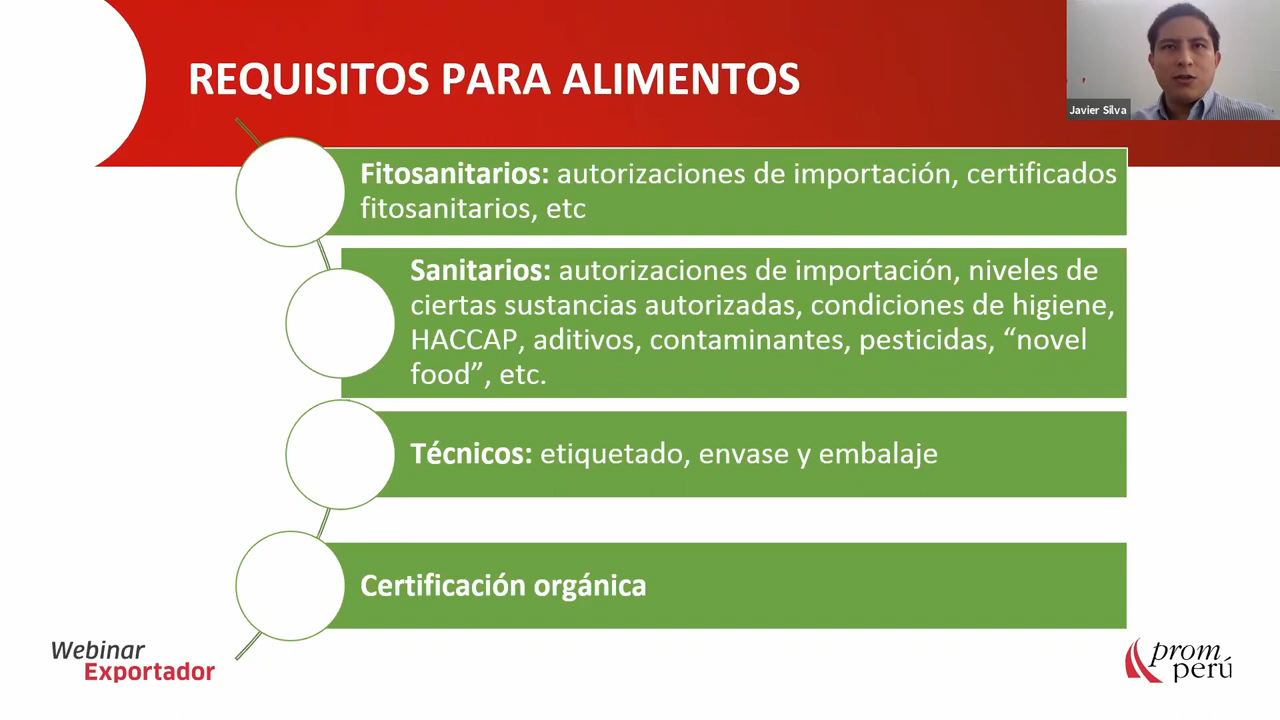 REQUISITOS PARA ALIMENTOS
Javier Silva
Fitosanitarios: autorizaciones de importación, certificados
fitosanitarios, etc
Sanitarios: autorizaciones de importación, niveles de
ciertas sustancias autorizadas, condiciones de higiene,
HACCAP, aditivos, contaminantes, pesticidas, “novel
food”, etc.
Técnicos: etiquetado, envase y embalaje
Certificación orgánica
Webinar
Exportador
prom
perú